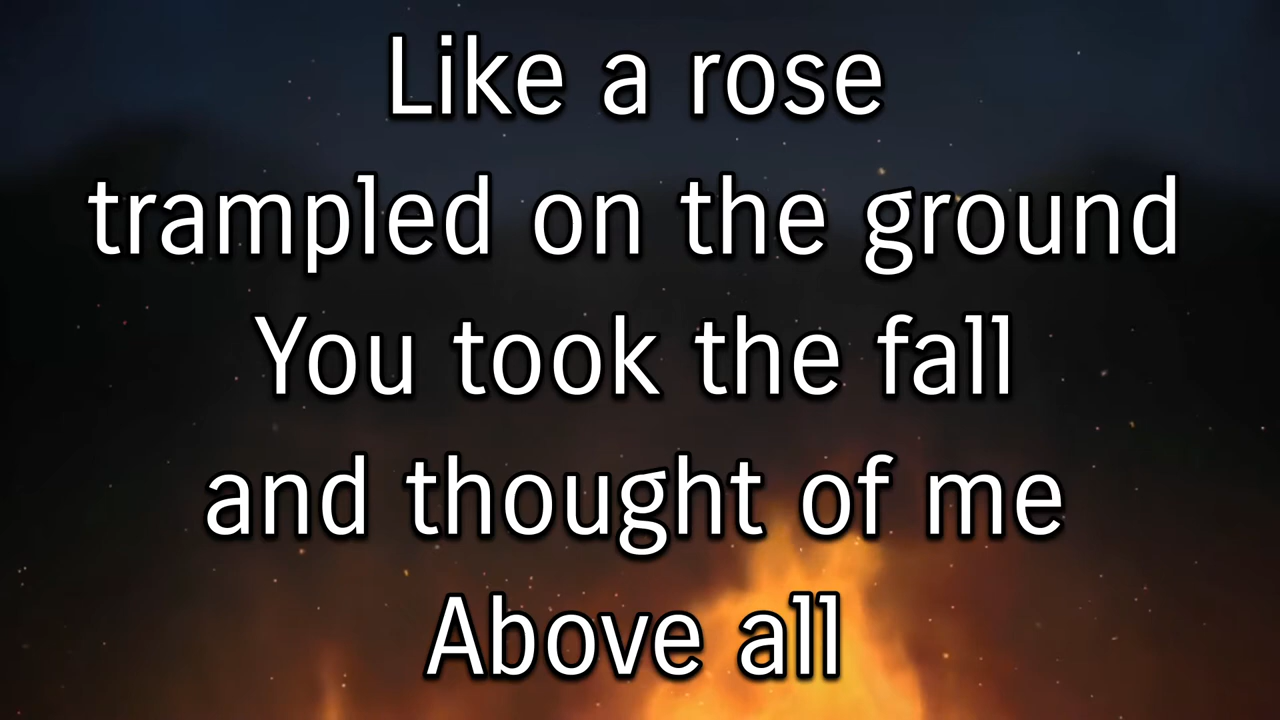 Like a rose
trampled on the ground
You took the fall
and thought of me
Above all